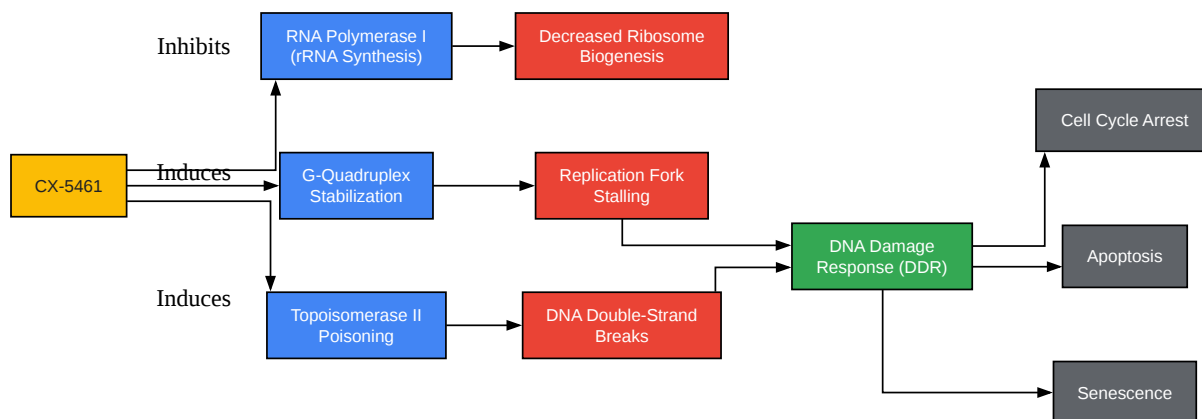 Inhibits
RNA Polymerase I
(rRNA Synthesis)
Decreased Ribosome
Biogenesis
Cell Cycle Arrest
CX-5461
Induces
G-Quadruplex
Stabilization
Replication Fork
Stalling
DNA Damage
Response (DDR)
Apoptosis
Induces
Topoisomerase II
Poisoning
DNA Double-Strand
Breaks
Senescence